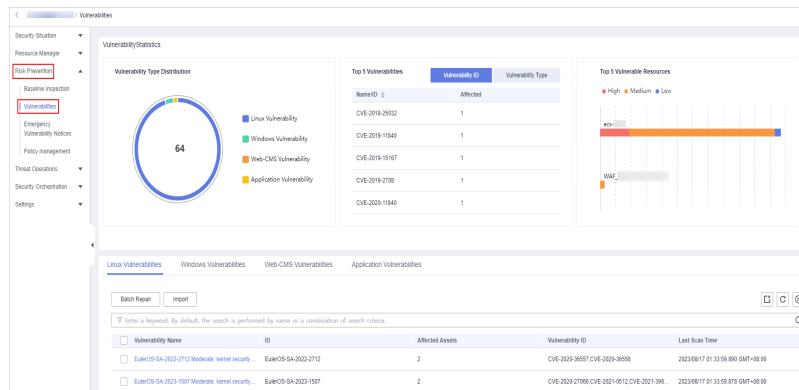 / Vulnerabilities
Security Situation
Resource Manager
Risk Prevention
Baseline Inspection
Vulnerabilities
Emergency
Vulnerability Notices
Policy management
Threat Operations
Security Orchestration
Settings
VulnerabilityStatistics
Vulnerability Type Distribution
64
Linux Vulnerability
Windows Vulnerability
Web-CMS Vulnerability
Application Vulnerability
Top 5 Vulnerabilities
Vulnerability ID
Vulnerability Type
Name/ID
Affected
CVE-2018-25032 1
CVE-2019-11840 1
CVE-2019-15167 1
CVE-2019-2708 1
CVE-2020-11840 1
Top 5 Vulnerable Resources
High Medium Low
ecs-
WAF_
Linux Vulnerabilities Windows Vulnerabilities Web-CMS Vulnerabilities Application Vulnerabilities
Batch Repair Import
Enter a keyword. By default, the search is performed by name or a combination of search criteria.
Vulnerability Name ID Affected Assets Vulnerability ID Last Scan Time
EulerOS-SA-2022-2712 Moderate: kernel security... EulerOS-SA-2022-2712 2 CVE-2020-36557,CVE-2020-36558 2023/08/17 01:33:59.890 GMT+08:00
EulerOS-SA-2023-1507 Moderate: kernel security... EulerOS-SA-2023-1507 2 CVE-2020-27066,CVE-2021-0512,CVE-2021-396... 2023/08/17 01:33:59.878 GMT+08:00